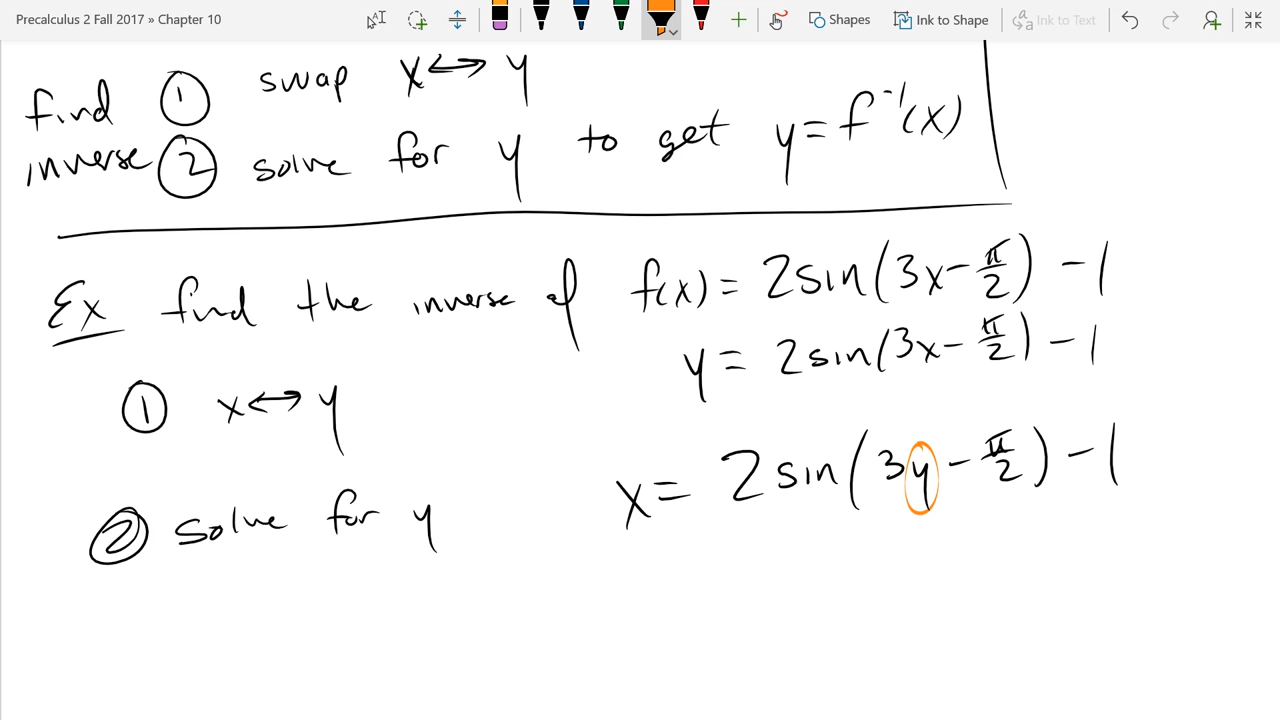 Precalculus 2 Fall 2017 » Chapter 10
Shapes
Ink to Shape
Ink to Text
find ① swap x↔y
inverse ② solve for y to get y=f⁻¹(x)
Ex find the inverse of f(x) = 2sin(3x-π/2) -1
y = 2sin(3x-π/2) -1
① x↔y
x= 2sin(3y-π/2) -1
② solve for y